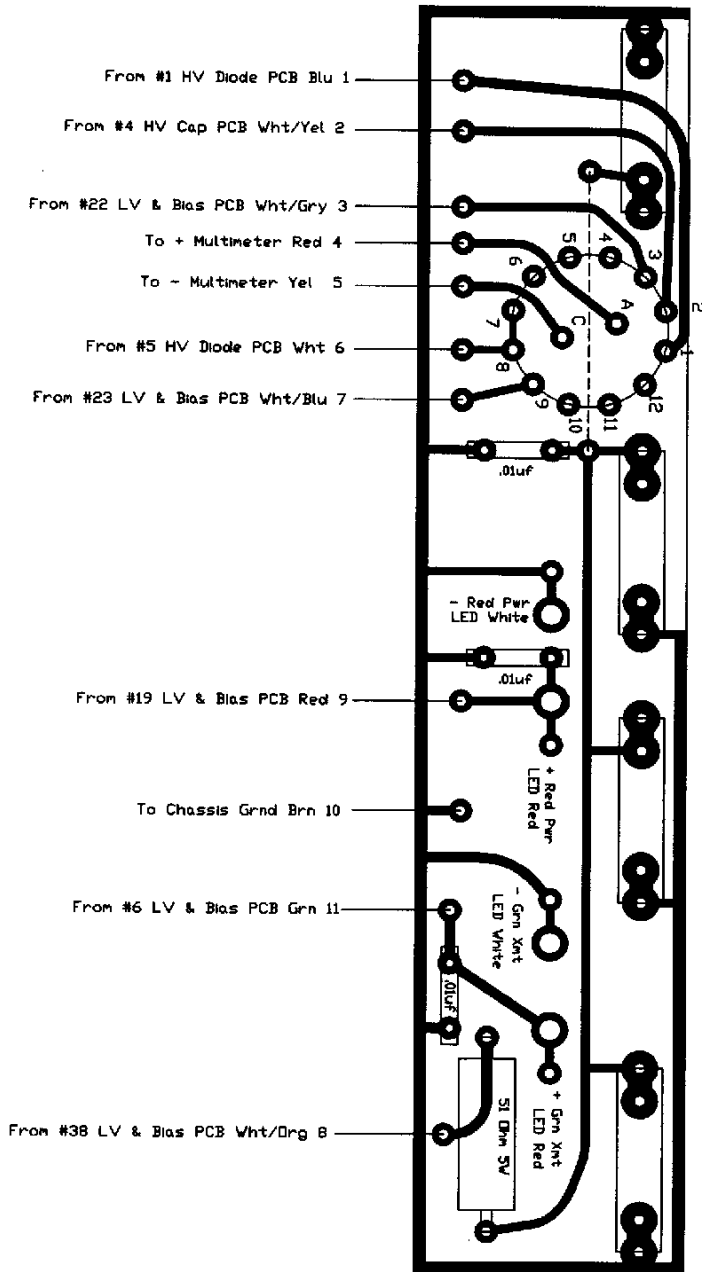 From #1 HV Diode PCB Blu 1
From #4 HV Cap PCB Wht/Yel 2
From #22 LV & Bias PCB Wht/Gry 3
To + Multimeter Red 4
To - Multimeter Yel 5
From #5 HV Diode PCB Wht 6
From #23 LV & Bias PCB Wht/Blu 7
5
4
3
6
2
A
C
7
1
8
9
12
10
11
.01uf
- Red Pwr
LED White
.01uf
From #19 LV & Bias PCB Red 9
+ Red Pwr
LED Red
To Chassis Grnd Brn 10
- Grn Xmt
LED White
From #6 LV & Bias PCB Grn 11
.01uf
51 Ohm 5W
+ Grn Xmt
LED Red
From #38 LV & Bias PCB Wht/Org 8